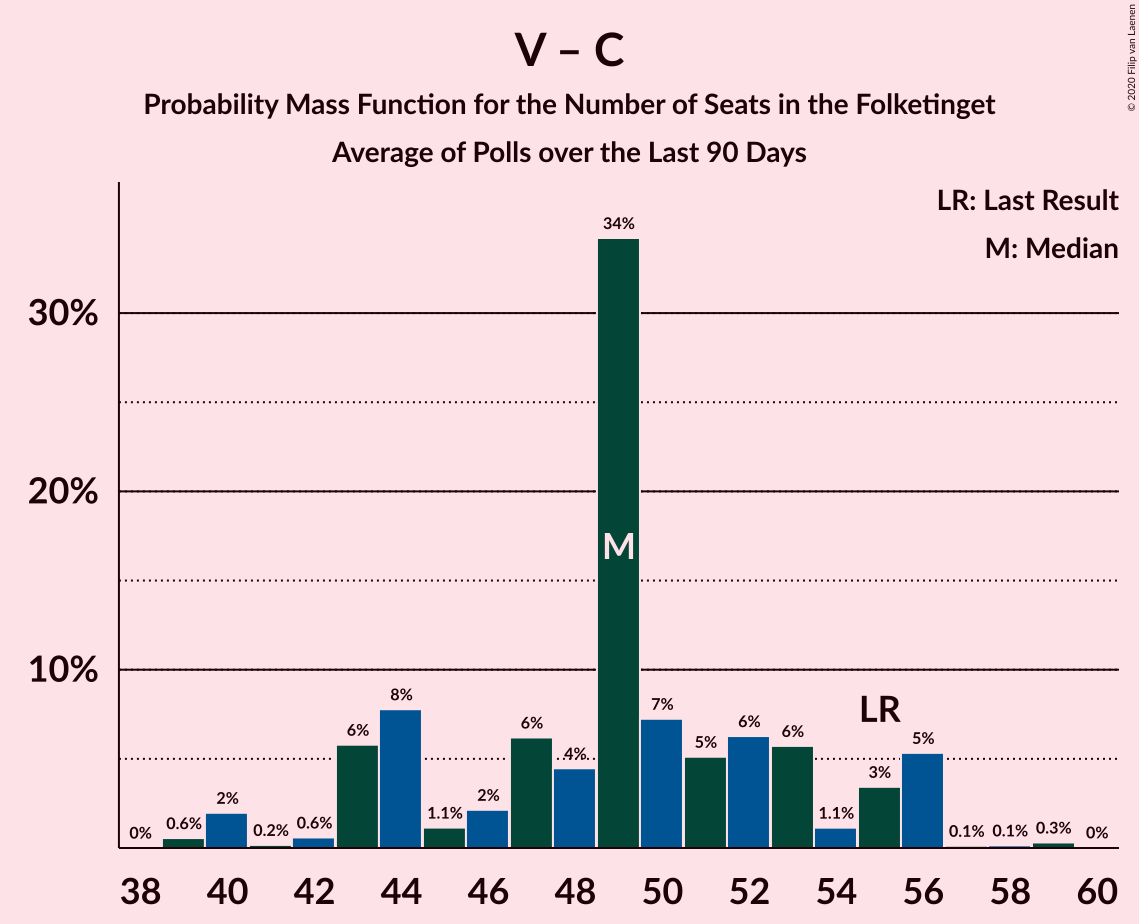 V – C
Probability Mass Function for the Number of Seats in the Folketinget
Average of Polls over the Last 90 Days
© 2020 Filip van Laenen
LR: Last Result
M: Median
30%
20%
10%
0%
0.6%
2%
0.2%
0.6%
6%
8%
1.1%
2%
6%
4%
34%
7%
5%
6%
6%
1.1%
3%
5%
0.1%
0.1%
0.3%
0%
M
LR
38 40 42 44 46 48 50 52 54 56 58 60